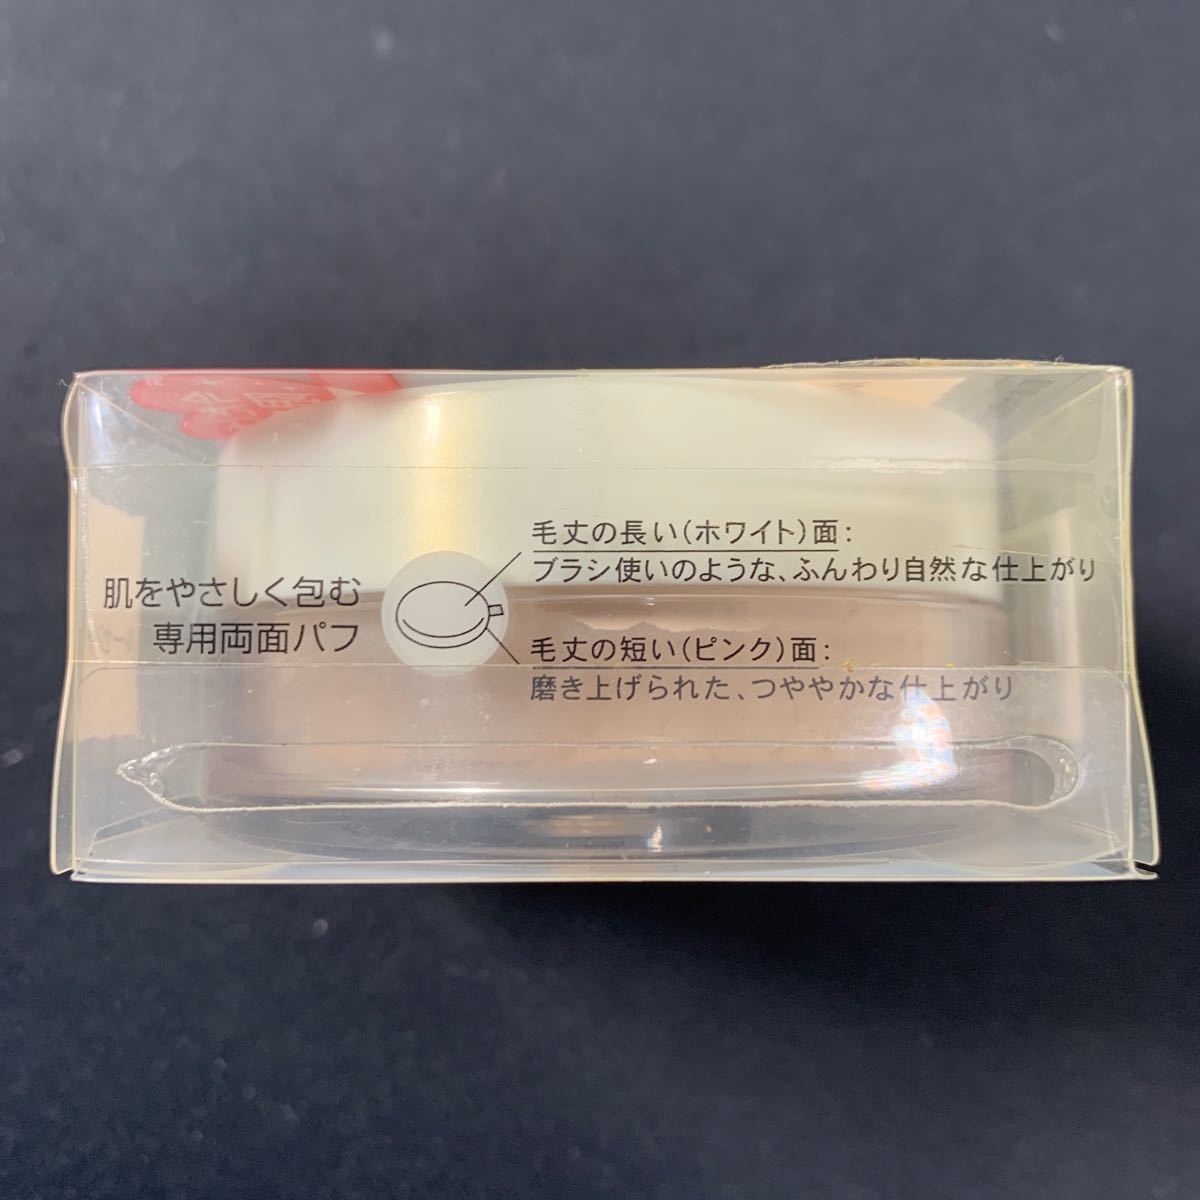 肌をやさしく包む
専用両面パフ
毛丈の長い(ホワイト)面:
ブラシ使いのような、ふんわり自然な仕上がり
毛丈の短い(ピンク)面:
磨き上げられた、つややかな仕上がり